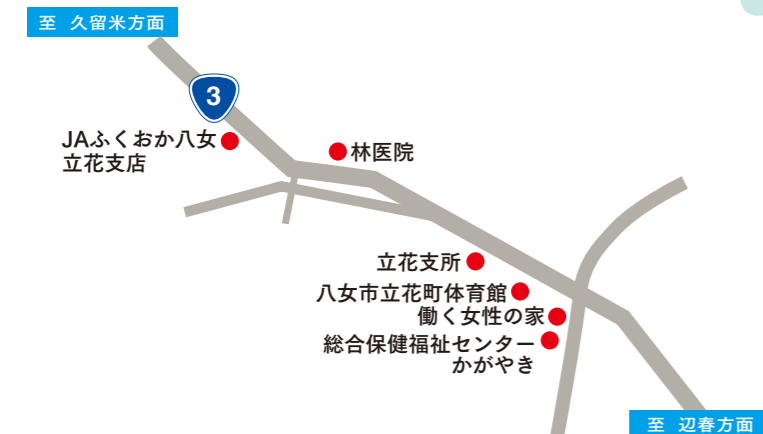 至 久留米方面
3
JAふくおか八女
立花支店
林医院
立花支所
八女市立花町体育館
働く女性の家
総合保健福祉センター
かがやき
至 辺春方面